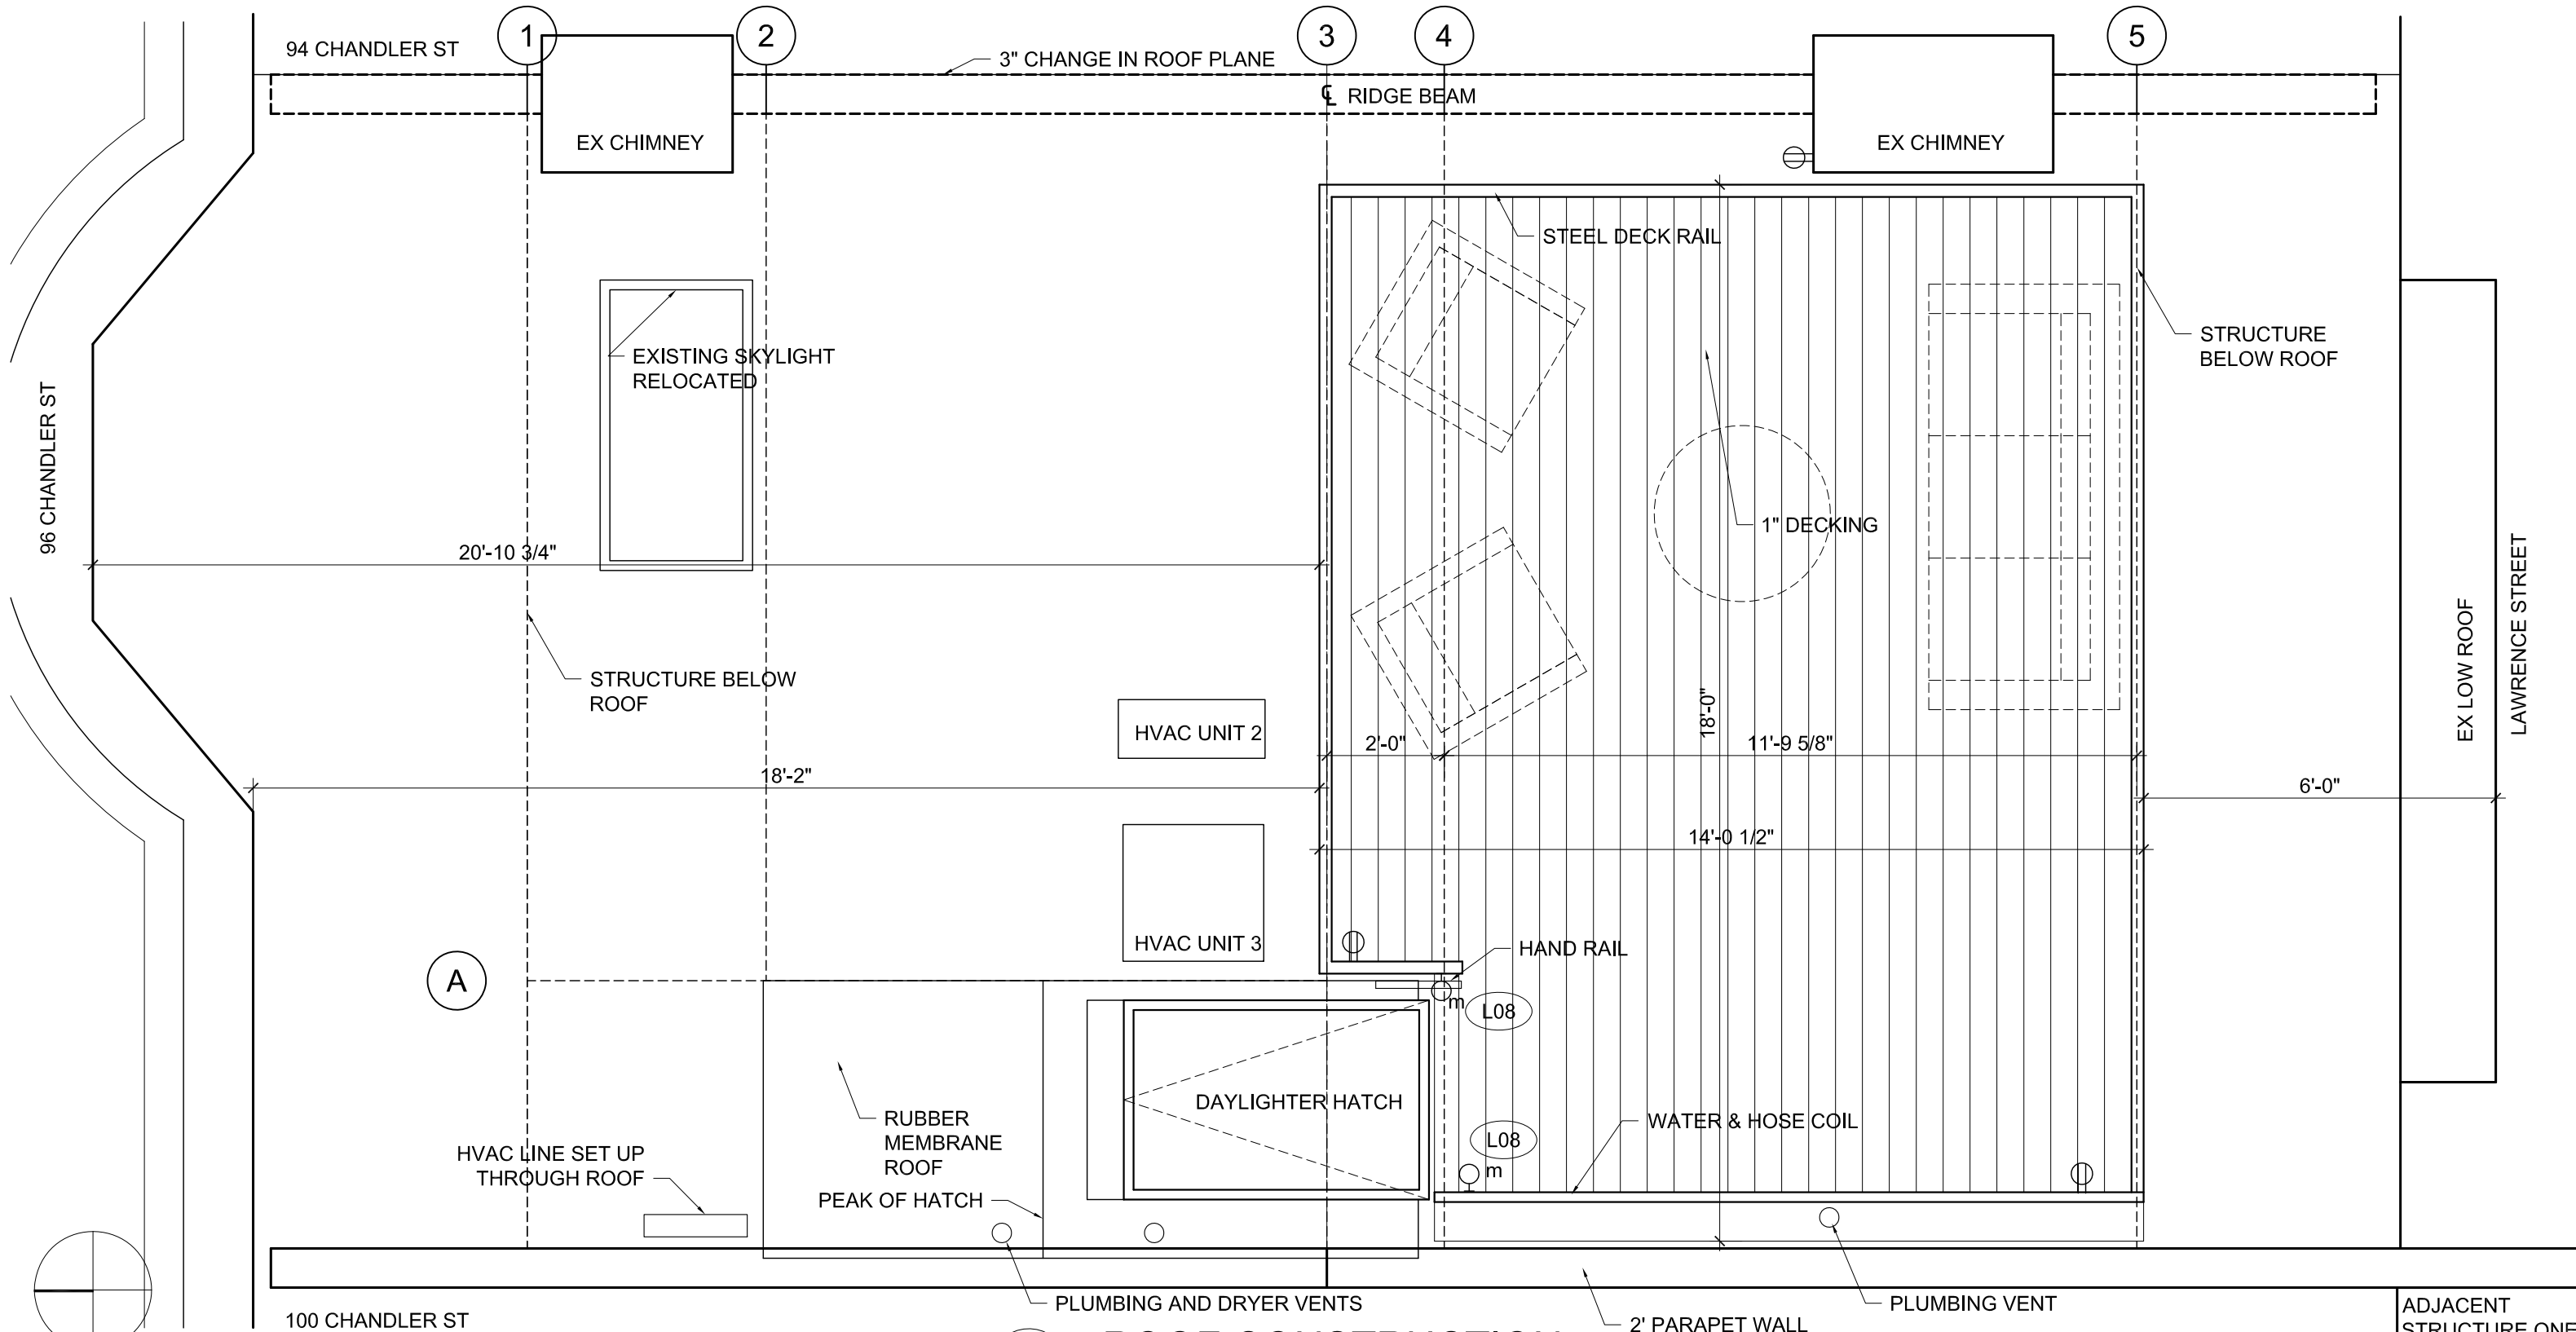 1
2
3
4
5
94 CHANDLER ST
3" CHANGE IN ROOF PLANE
℄ RIDGE BEAM
EX CHIMNEY
EX CHIMNEY
STEEL DECK RAIL
EXISTING SKYLIGHT
RELOCATED
STRUCTURE
BELOW ROOF
96 CHANDLER ST
1" DECKING
20'-10 3/4"
LAWRENCE STREET
EX LOW ROOF
STRUCTURE BELOW
ROOF
HVAC UNIT 2
18'-0"
2'-0"
11'-9 5/8"
18'-2"
6'-0"
14'-0 1/2"
HVAC UNIT 3
HAND RAIL
A
m
L08
DAYLIGHTER HATCH
RUBBER
MEMBRANE
ROOF
WATER & HOSE COIL
L08
m
HVAC LINE SET UP
THROUGH ROOF
PEAK OF HATCH
PLUMBING AND DRYER VENTS
PLUMBING VENT
100 CHANDLER ST
2' PARAPET WALL
ADJACENT
STRUCTURE ONE
ROOF CONSTRUCTION